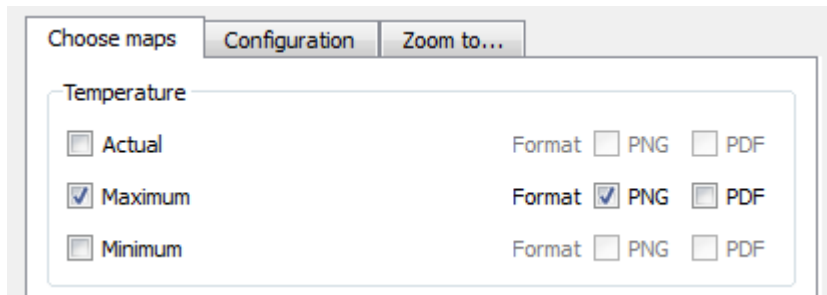 Choose maps Configuration Zoom to...
Temperature
Actual Format PNG PDF
Maximum Format PNG PDF
Minimum Format PNG PDF